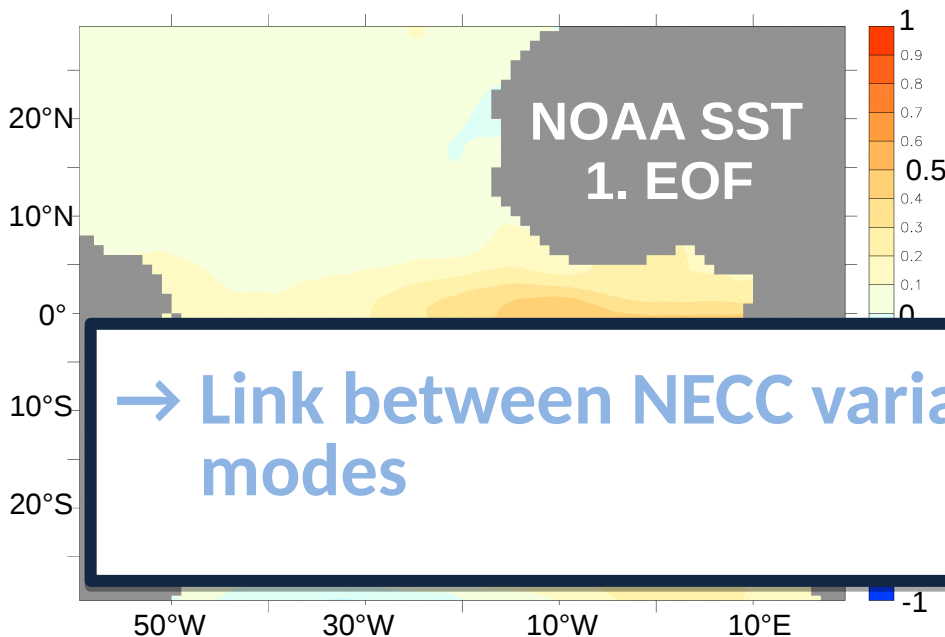 NOAA SST
1. EOF
20°N
10°N
0°
10°S
20°S
50°W
30°W
10°W
10°E
1
0.9
0.8
0.7
0.6
0.5
0.4
0.3
0.2
0.1
0
-1
→ Link between NECC varia
modes